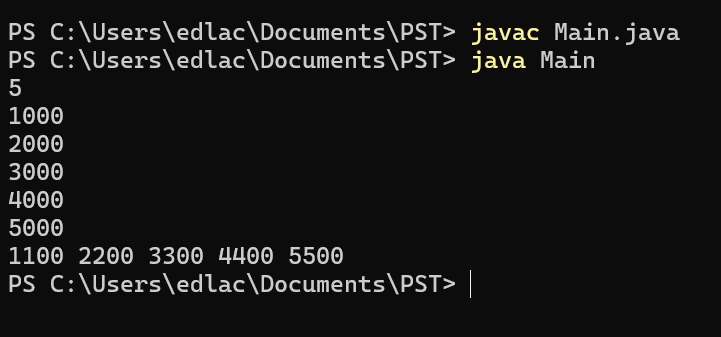 PS C:\Users\edlac\Documents\PST> javac Main.java
PS C:\Users\edlac\Documents\PST> java Main
5
1000
2000
3000
4000
5000
1100 2200 3300 4400 5500
PS C:\Users\edlac\Documents\PST>